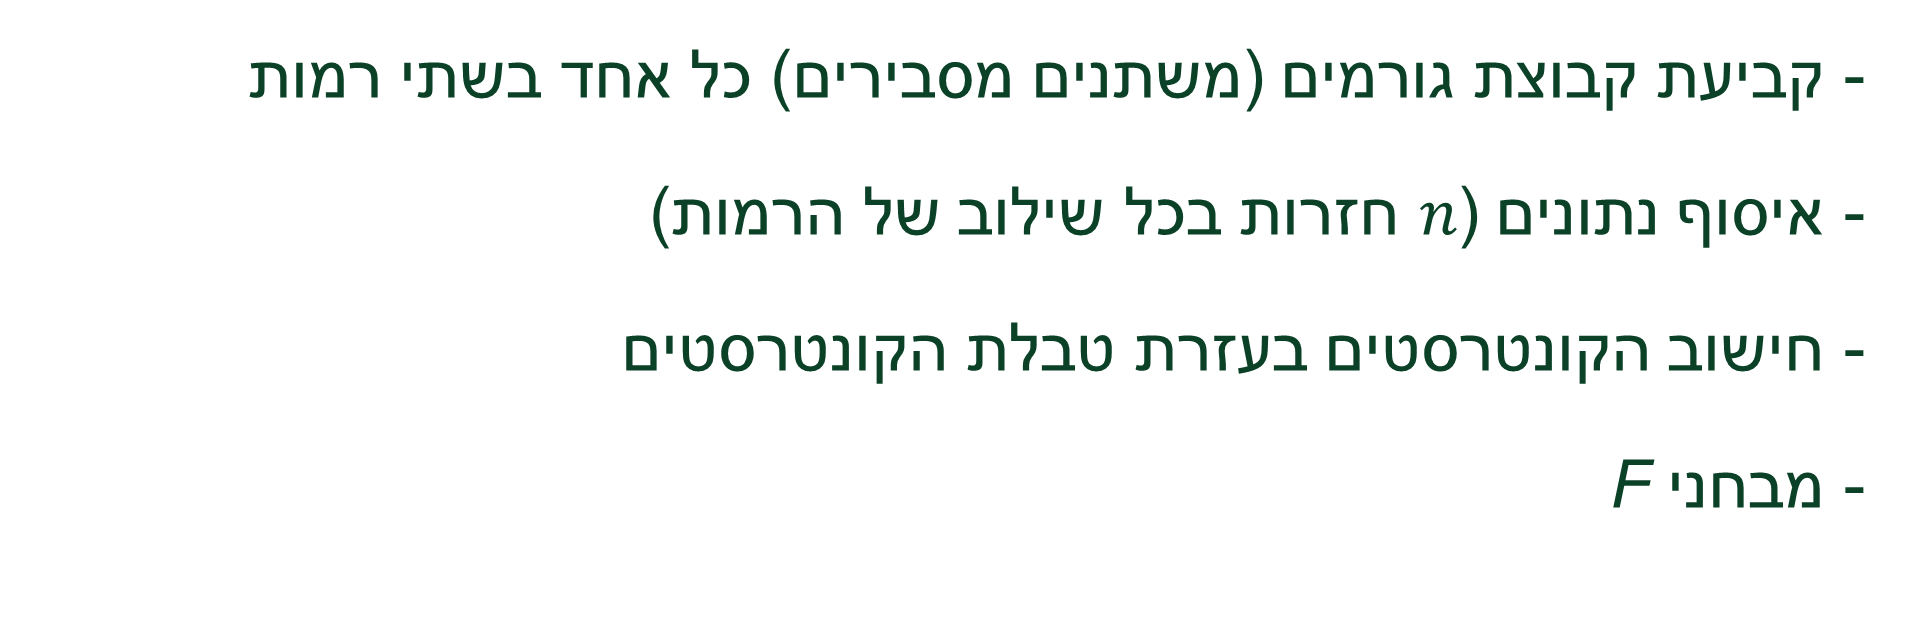 - קביעת קבוצת גורמים (משתנים מסבירים) כל אחד בשתי רמות
- איסוף נתונים (n חזרות בכל שילוב של הרמות)
- חישוב הקונטרסטים בעזרת טבלת הקונטרסטים
- מבחני F